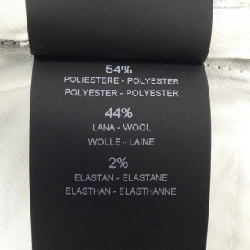 54%
POLIESTERE - POLYESTER
POLYESTER - POLYESTER
44%
LANA - WOOL
WOLLE - LAINE
2%
ELASTAN - ELASTANE
ELASTHAN - ELASTHANNE